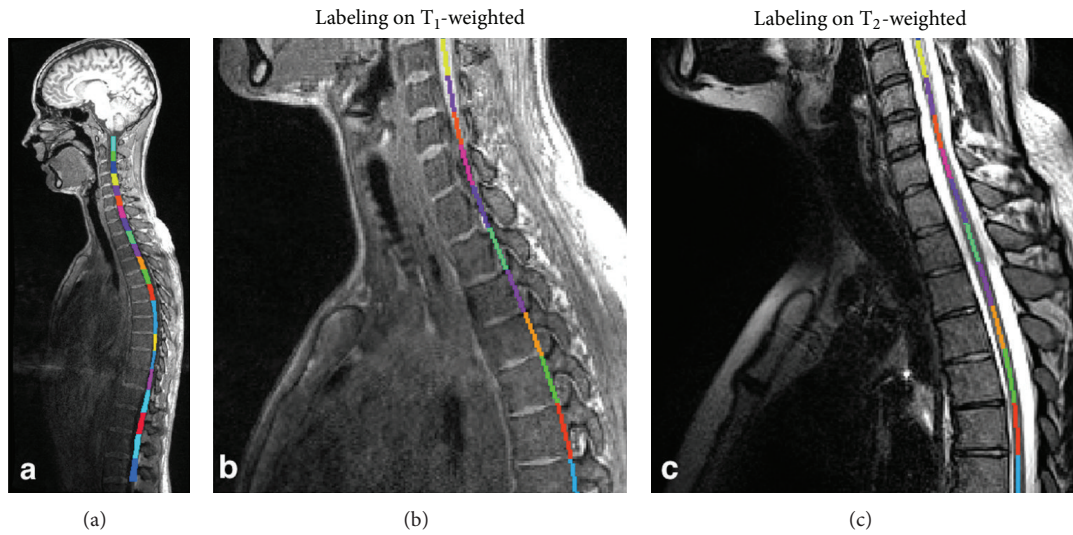 Labeling on T₁-weighted
Labeling on T₂-weighted
a
b
c
(a)
(b)
(c)